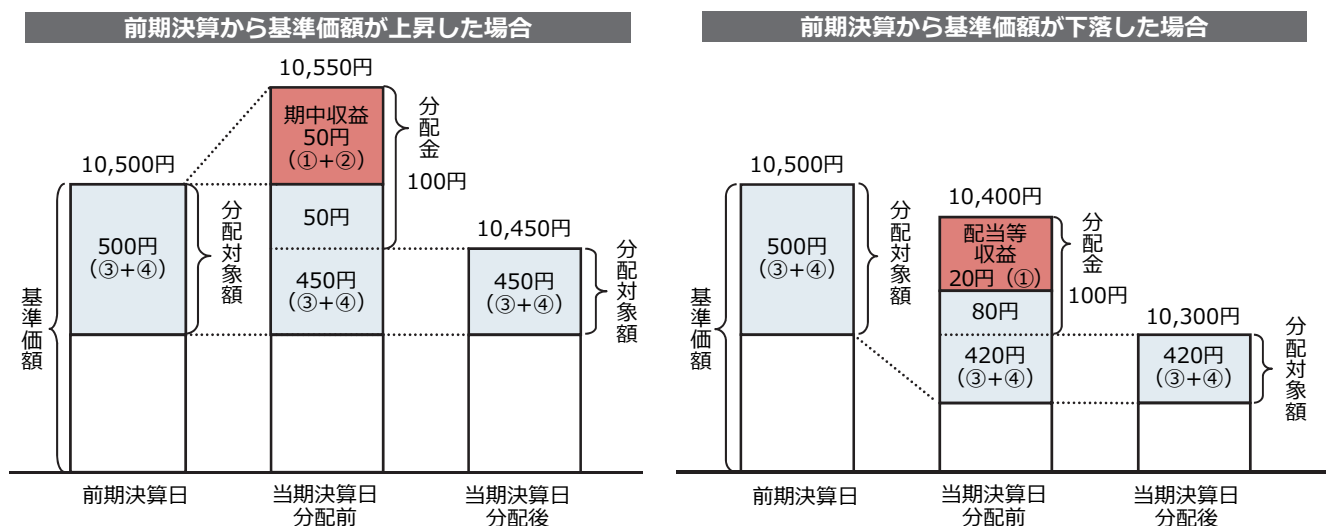 前期決算から基準価額が上昇した場合
10,550円
期中収益
50円
（①+②）
分配金
100円
10,500円
500円
（③+④）
分配対象額
50円
450円
（③+④）
10,450円
450円
（③+④）
分配対象額
基準価額
前期決算日
当期決算日
分配前
当期決算日
分配後
前期決算から基準価額が下落した場合
10,500円
500円
（③+④）
分配対象額
10,400円
配当等
収益
20円（①）
分配金
100円
80円
420円
（③+④）
10,300円
420円
（③+④）
分配対象額
基準価額
前期決算日
当期決算日
分配前
当期決算日
分配後